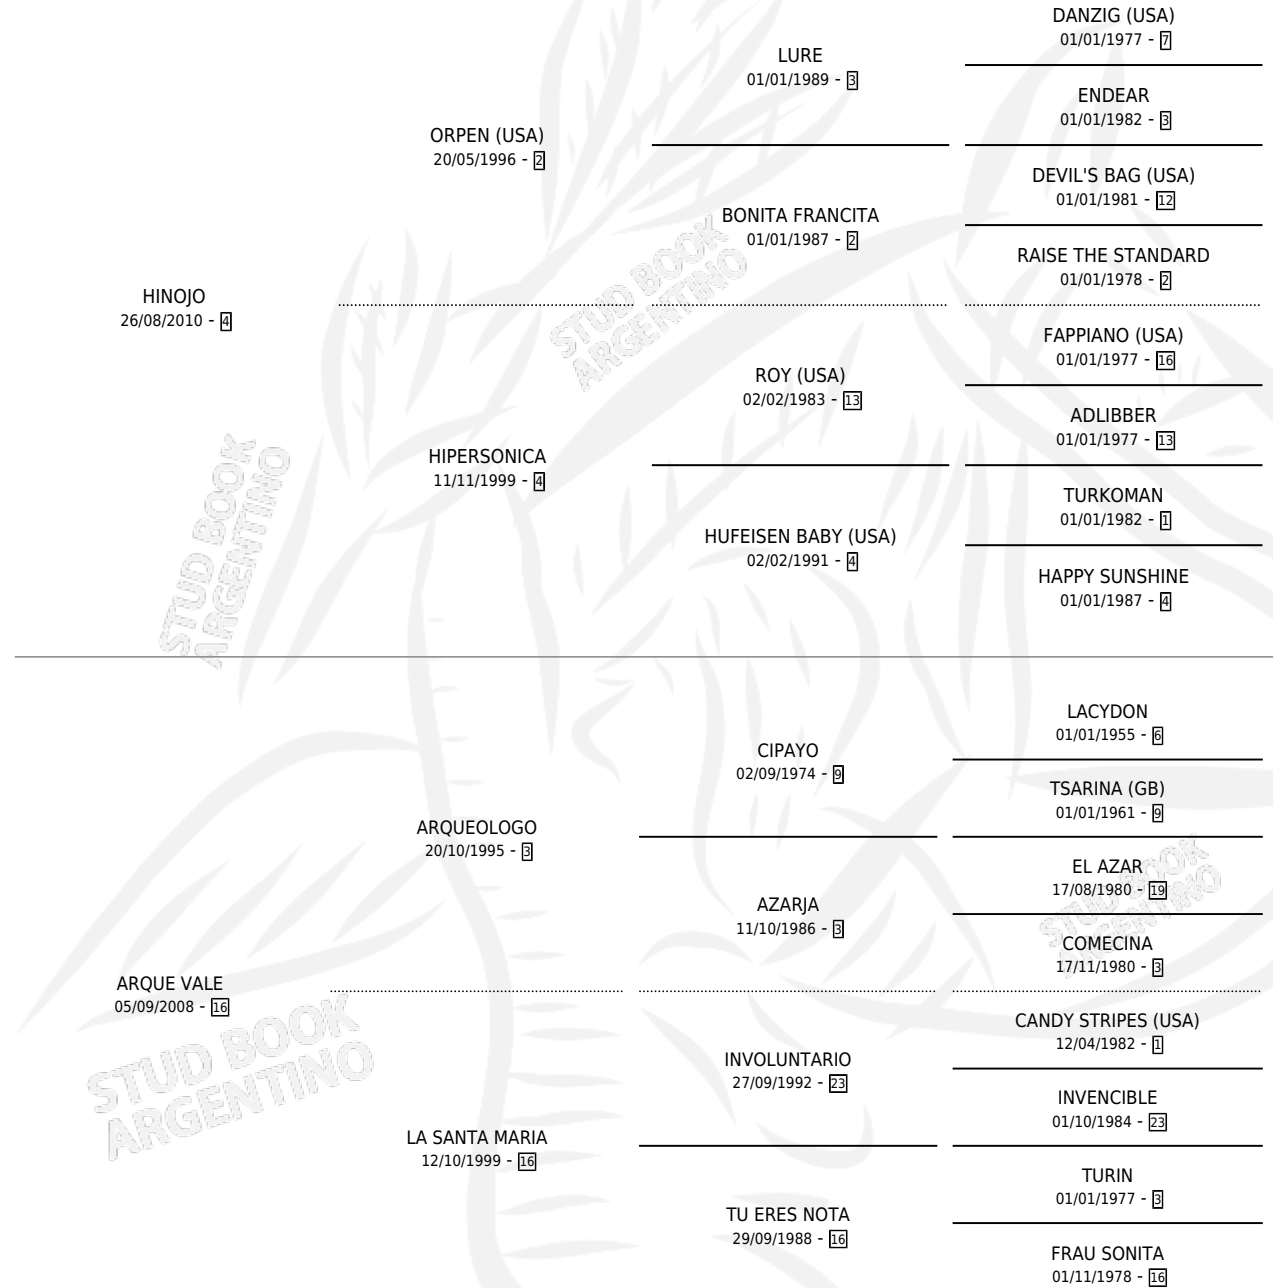 DANZIG (USA)
01/01/1977 - 7
LURE
01/01/1989 - 3
ENDEAR
01/01/1982 - 3
ORPEN (USA)
20/05/1996 - 2
DEVIL'S BAG (USA)
01/01/1981 - 12
BONITA FRANCITA
01/01/1987 - 2
RAISE THE STANDARD
01/01/1978 - 2
HINOJO
26/08/2010 - 4
STUD BOOK
ARGENTINO
FAPPIANO (USA)
01/01/1977 - 16
ROY (USA)
02/02/1983 - 13
ADLIBBER
01/01/1977 - 13
HIPERSONICA
11/11/1999 - 4
TURKOMAN
01/01/1982 - 1
HUFEISEN BABY (USA)
02/02/1991 - 4
HAPPY SUNSHINE
01/01/1987 - 4
STUD BOOK
ARGENTINO
LACYDON
01/01/1955 - 6
CIPAYO
02/09/1974 - 9
TSARINA (GB)
01/01/1961 - 9
ARQUEOLOGO
20/10/1995 - 3
EL AZAR
17/08/1980 - 19
AZARJA
11/10/1986 - 3
COMECINA
17/11/1980 - 3
STUD BOOK
ARGENTINO
ARQUE VALE
05/09/2008 - 16
CANDY STRIPES (USA)
12/04/1982 - 1
INVOLUNTARIO
27/09/1992 - 23
INVENCIBLE
01/10/1984 - 23
STUD BOOK
ARGENTINO
LA SANTA MARIA
12/10/1999 - 16
TURIN
01/01/1977 - 3
TU ERES NOTA
29/09/1988 - 16
FRAU SONITA
01/11/1978 - 16